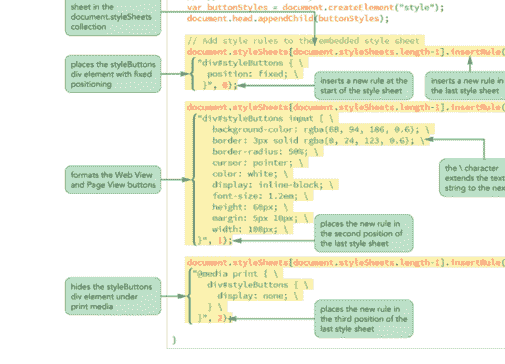 sheet in the
document.styleSheets
collection
var buttonStyles = document.createElement("style");
document.head.appendChild(buttonStyles);
// Add style rules to the embedded style sheet
document.styleSheets[document.styleSheets.length-1].insertRule(
"div#styleButtons { \
position: fixed; \
}", 0);
places the styleButtons
div element with fixed
positioning
inserts a new rule at the
start of the style sheet
inserts a new rule in
the last style sheet
document.styleSheets[document.styleSheets.length-1].insertRule(
"div#styleButtons input { \
background-color: rgba(68, 94, 186, 0.6); \
border: 3px solid rgba(0, 24, 123, 0.6); \
border-radius: 50%; \
cursor: pointer; \
color: white; \
display: inline-block; \
font-size: 1.2em; \
height: 60px; \
margin: 5px 10px; \
width: 100px; \
}", 1);
formats the Web View
and Page View buttons
the \ character
extends the text
string to the nex
places the new rule in
the second position of
the last style sheet
document.styleSheets[document.styleSheets.length-1].insertRule(
"@media print { \
div#styleButtons { \
display: none; \
} \
}", 2);
hides the styleButtons
div element under
print media
places the new rule in
the third position of the
last style sheet
}